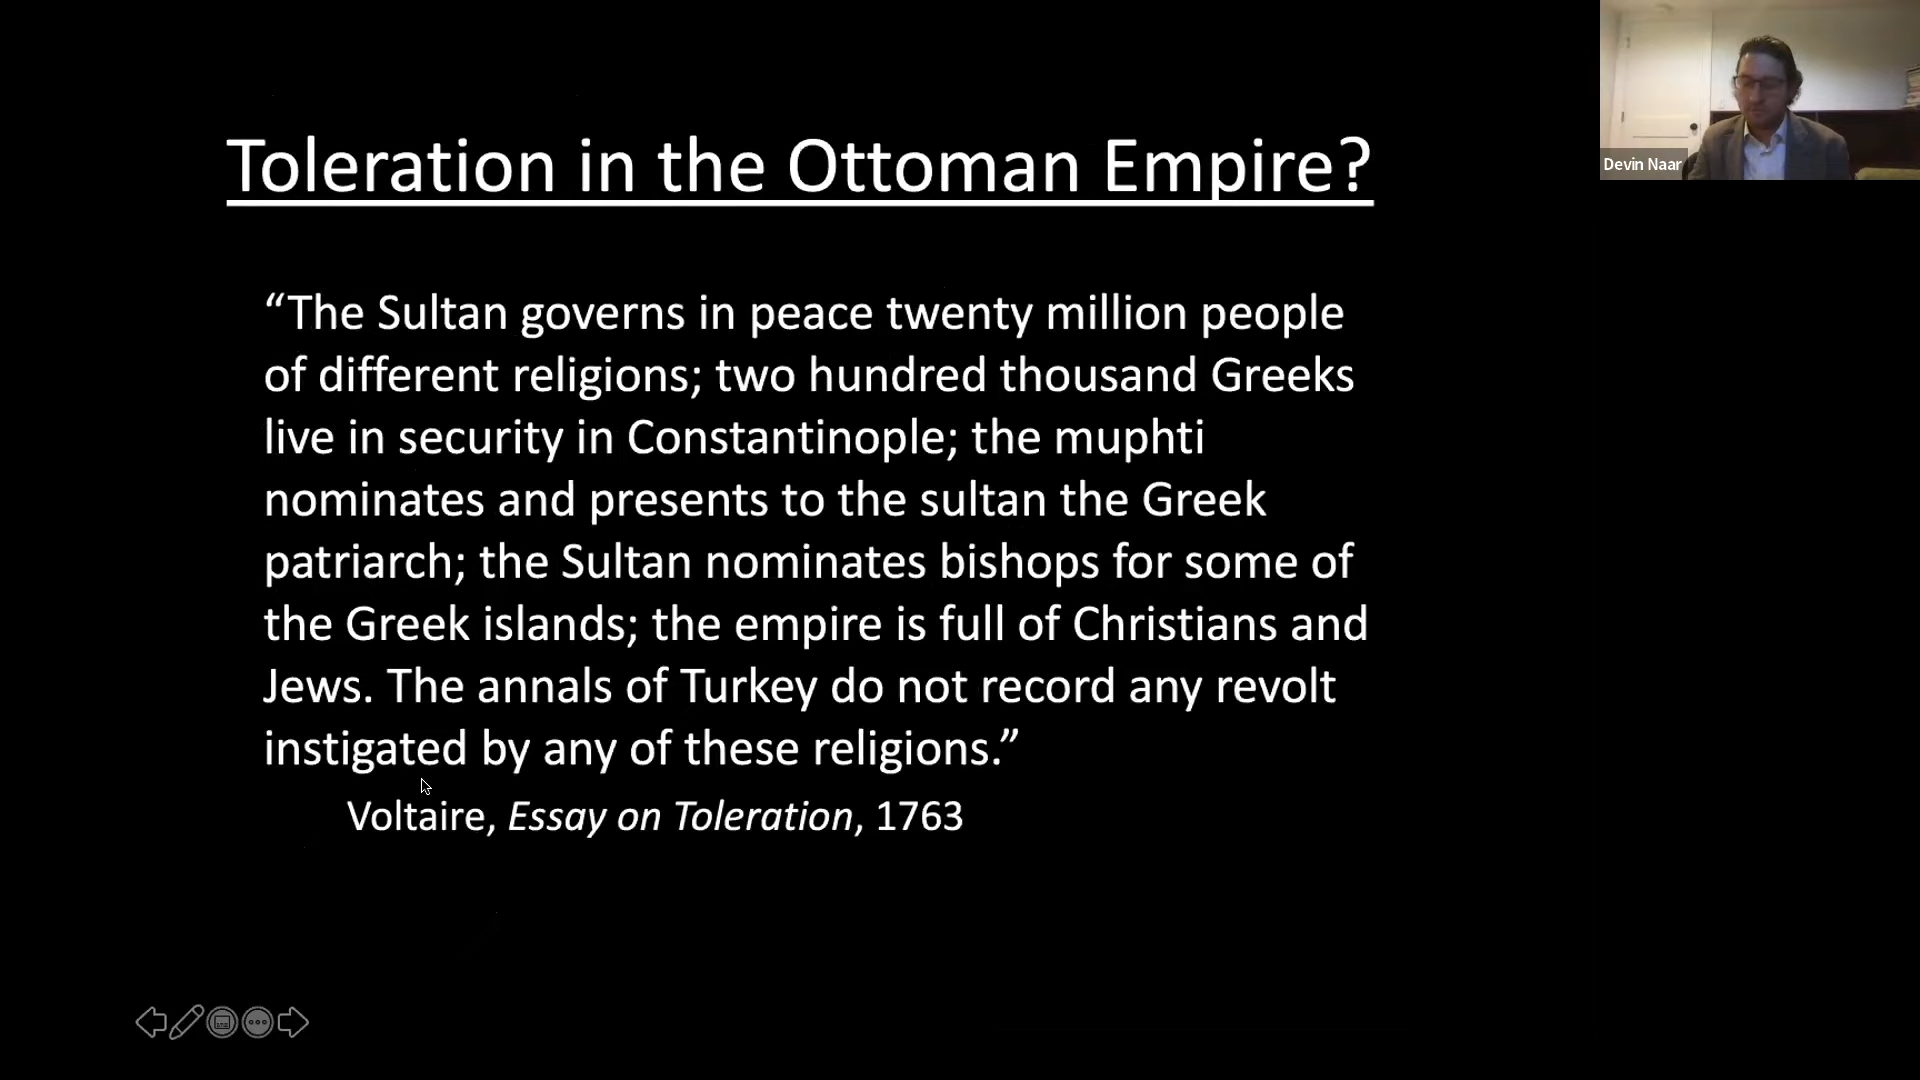 Toleration in the Ottoman Empire?
“The Sultan governs in peace twenty million people
of different religions; two hundred thousand Greeks
live in security in Constantinople; the muphti
nominates and presents to the sultan the Greek
patriarch; the Sultan nominates bishops for some of
the Greek islands; the empire is full of Christians and
Jews. The annals of Turkey do not record any revolt
instigated by any of these religions.”
Voltaire, Essay on Toleration, 1763
Devin Naar